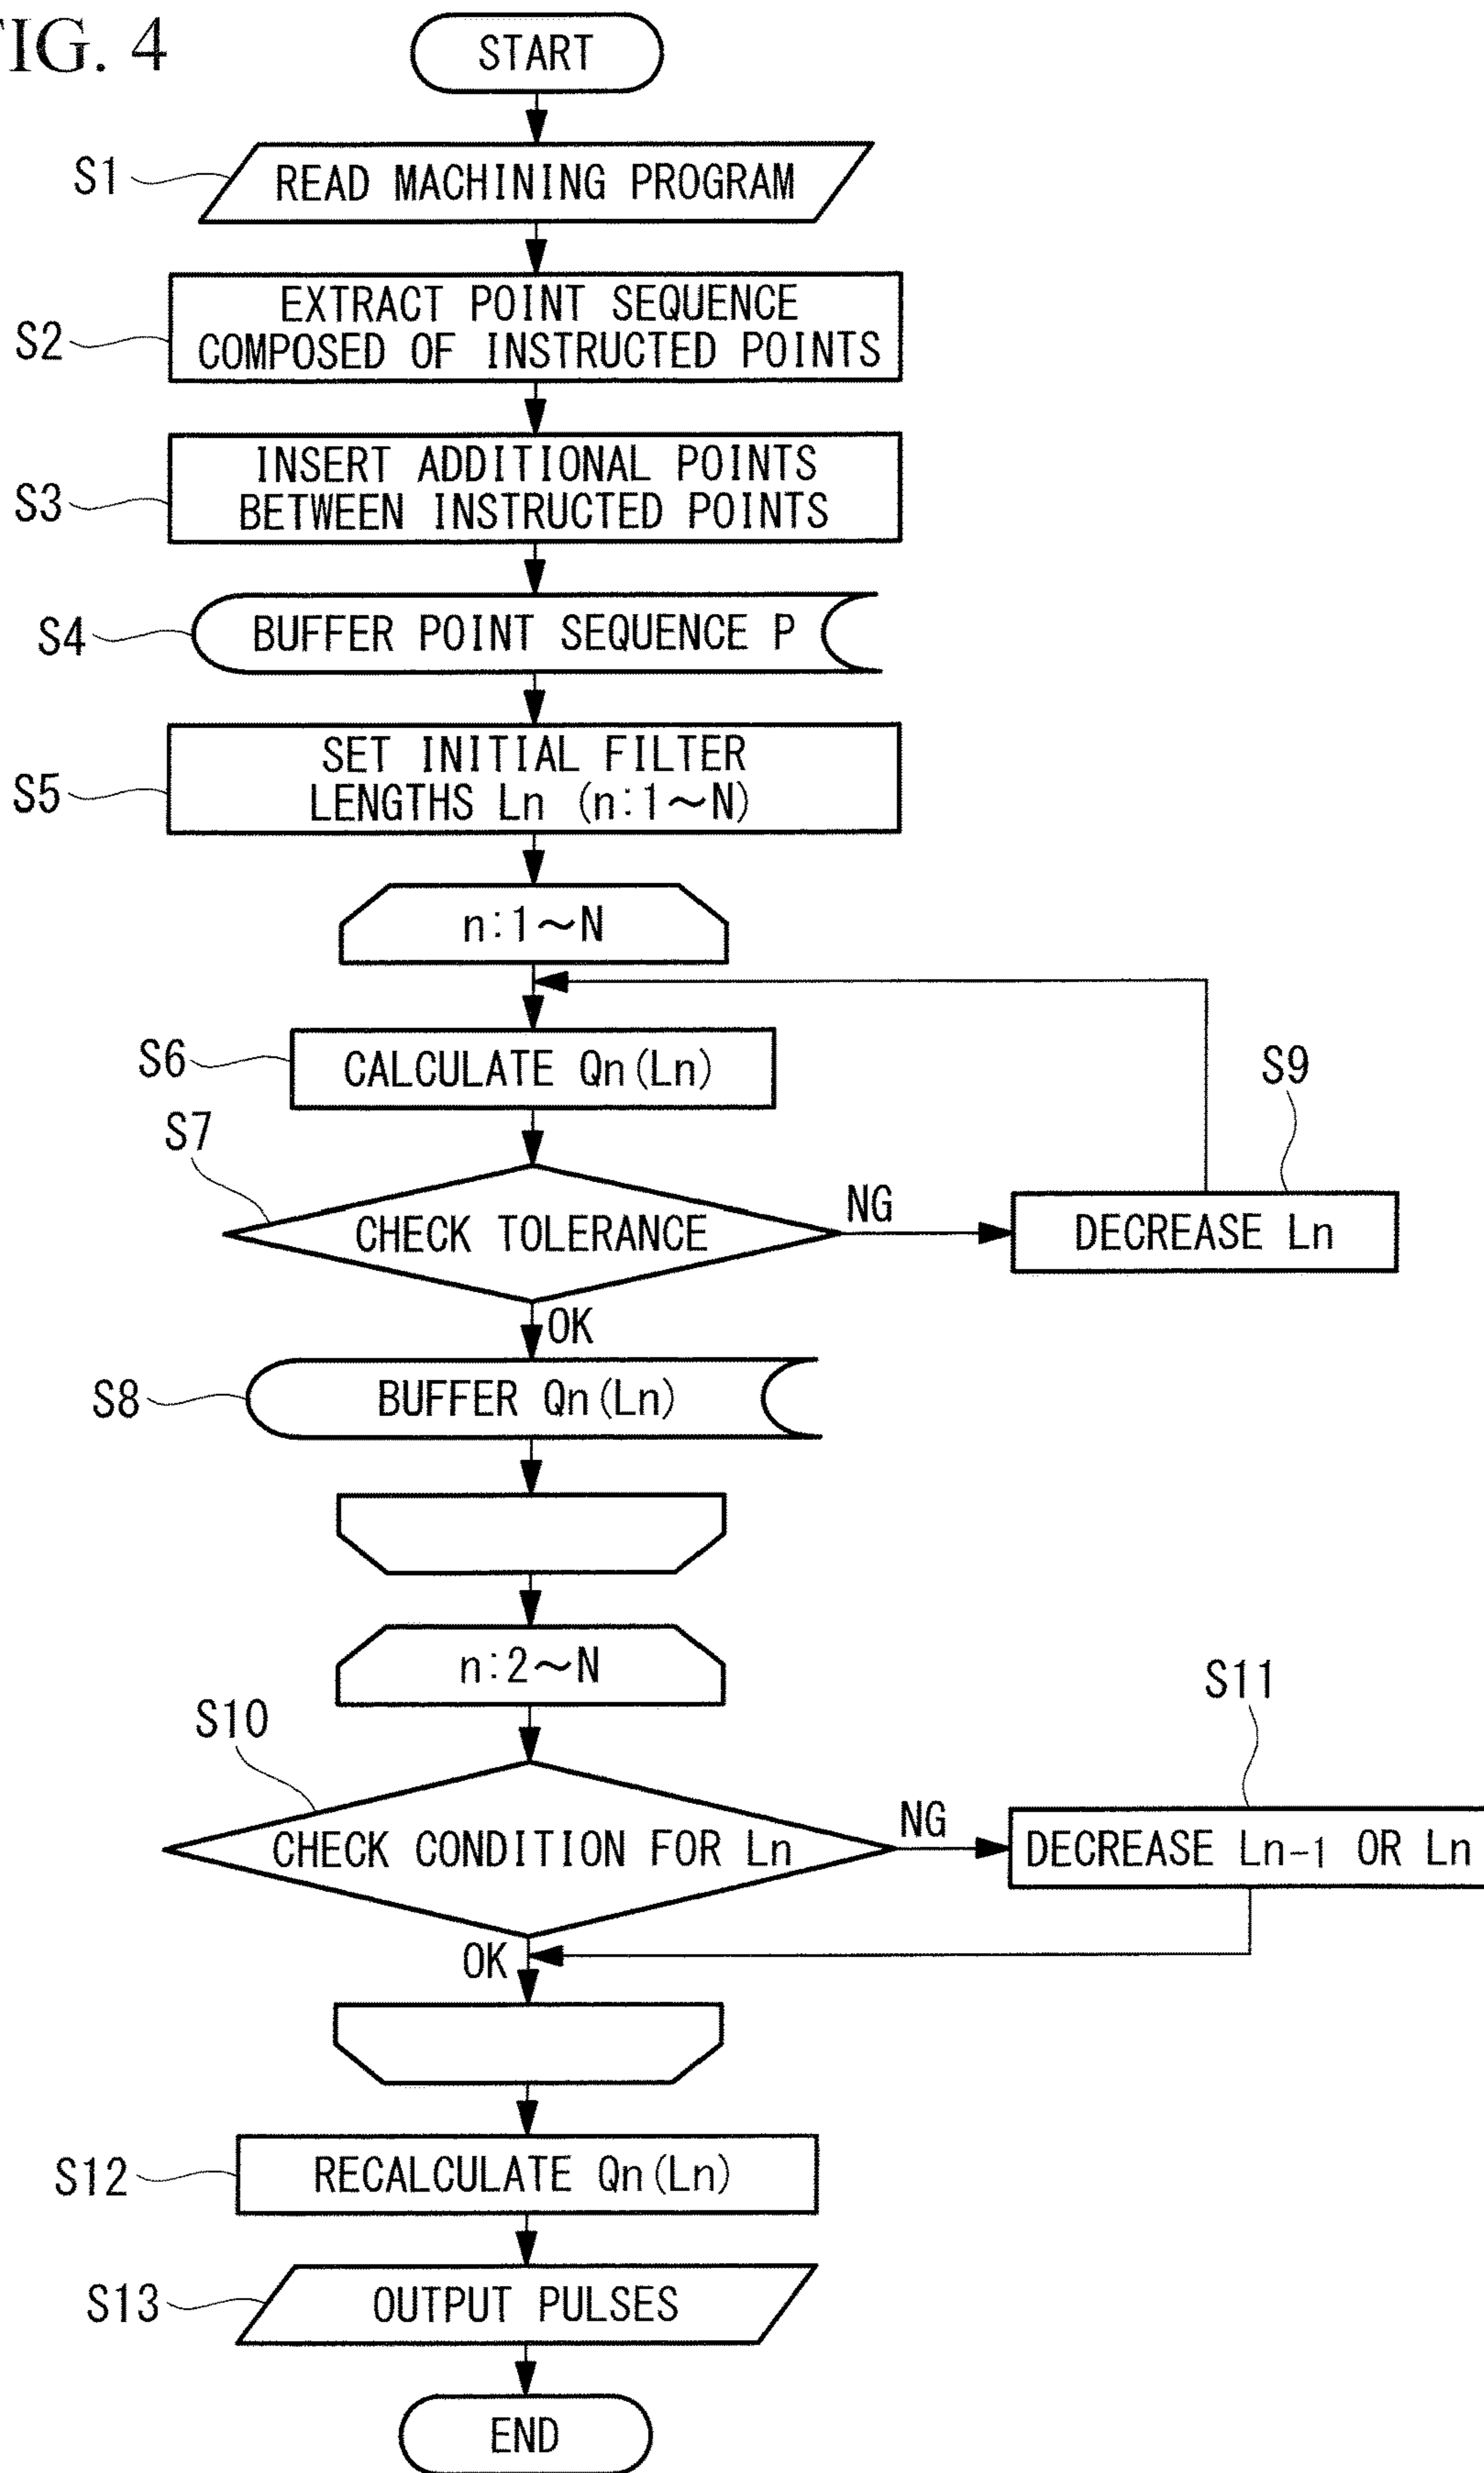 FIG. 4
START
S1
READ MACHINING PROGRAM
S2
EXTRACT POINT SEQUENCE
COMPOSED OF INSTRUCTED POINTS
S3
INSERT ADDITIONAL POINTS
BETWEEN INSTRUCTED POINTS
S4
BUFFER POINT SEQUENCE P
S5
SET INITIAL FILTER
LENGTHS Ln (n:1～N)
n:1～N
S6
CALCULATE Qn(Ln)
S7
CHECK TOLERANCE
NG
S9
DECREASE Ln
OK
S8
BUFFER Qn(Ln)
n:2～N
S10
CHECK CONDITION FOR Ln
NG
S11
DECREASE Ln-1 OR Ln
OK
S12
RECALCULATE Qn(Ln)
S13
OUTPUT PULSES
END